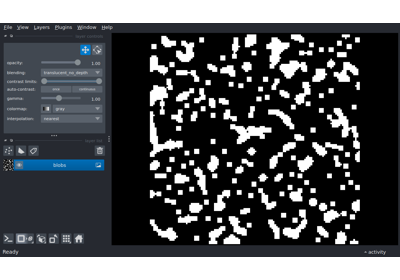 File View Layers Plugins Window Help
opacity: 1.00
blending: translucent_no_depth
contrast limits:
auto-contrast: once continuous
gamma: 1.00
colormap: gray
interpolation: nearest
blobs
Ready activity